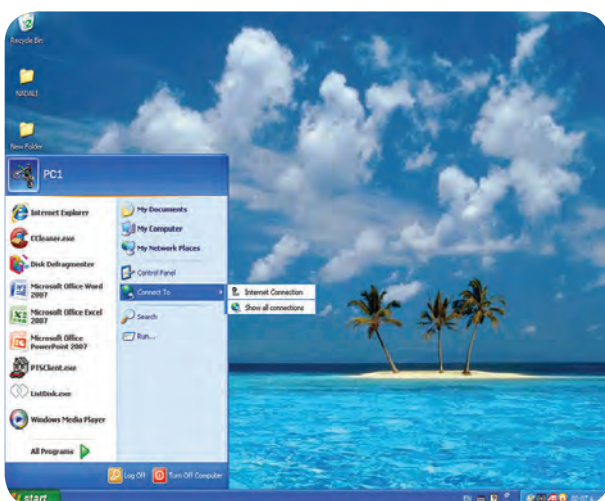 Recycle Bin
NADALI
New Folder
PC1
Internet Explorer
CCleaner.exe
Disk Defragmenter
Microsoft Office Word
2007
Microsoft Office Excel
2007
Microsoft Office
PowerPoint 2007
PTSClient.exe
ListDisk.exe
Windows Media Player
All Programs
My Documents
My Computer
My Network Places
Control Panel
Connect To
Search
Run...
Internet Connection
Show all connections
Log Off
Turn Off Computer
start
EN
02:07